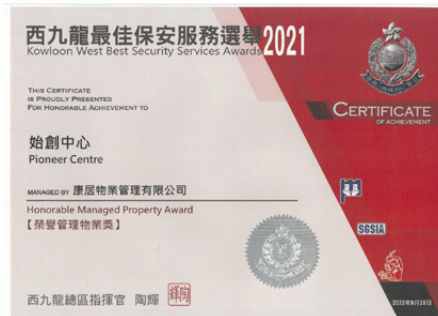 西九龍最佳保安服務選舉2021
Kowloon West Best Security Services Awards
THIS CERTIFICATE
IS PROUDLY PRESENTED
FOR HONORABLE ACHIEVEMENT TO
CERTIFICATE
OF ACHIEVEMENT
始創中心
Pioneer Centre
MANAGED BY 康居物業管理有限公司
Honorable Managed Property Award
【榮譽管理物業獎】
SGSIA
西九龍總區指揮官 陶輝